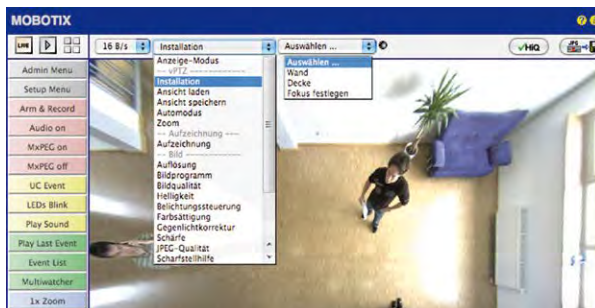 MOBOTIX
LIVE
16 B/s Installation Auswählen ... HiQ
Admin Menu
Setup Menu
Arm & Record
Audio on
MxPEG on
MxPEG off
UC Event
LEDs Blink
Play Sound
Play Last Event
Event List
Multiwatcher
1x Zoom
Anzeige-Modus
-- vPTZ --------------
Installation
Ansicht laden
Ansicht speichern
Automodus
Zoom
-- Aufzeichnung ----
Aufzeichnung
-- Bild ----------------
Auflösung
Bildprogramm
Bildqualität
Helligkeit
Belichtungssteuerung
Farbsättigung
Gegenlichtkorrektur
Schärfe
JPEG-Qualität
Scharfstellhilfe
Auswählen ...
Wand
Decke
Fokus festlegen